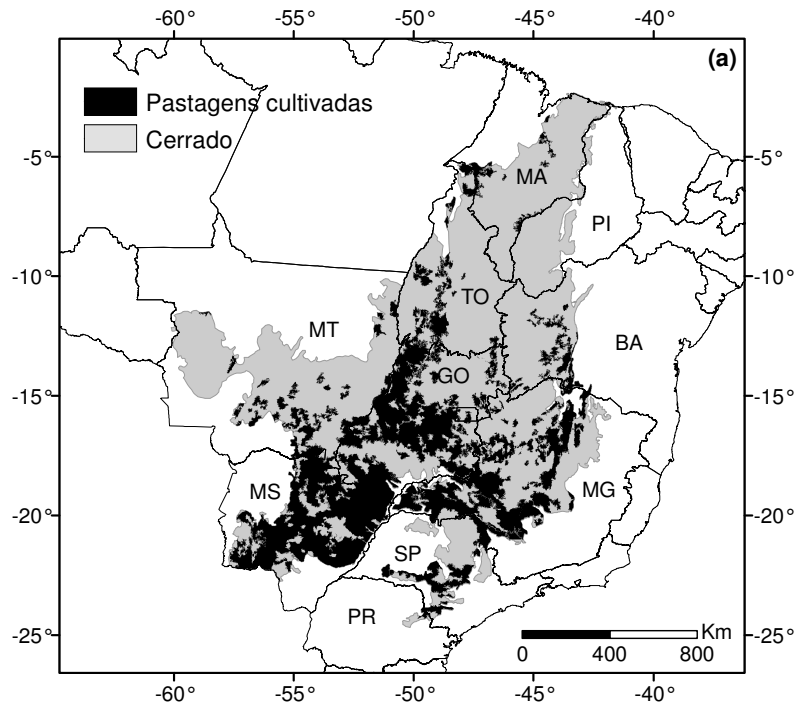 -60° -55° -50° -45° -40°
(a)
Pastagens cultivadas
Cerrado
-5° -5°
MA
PI
-10° -10°
TO
MT
BA
GO
-15° -15°
MS
MG
-20° -20°
SP
PR
-25° -25°
Km
0 400 800
-60° -55° -50° -45° -40°